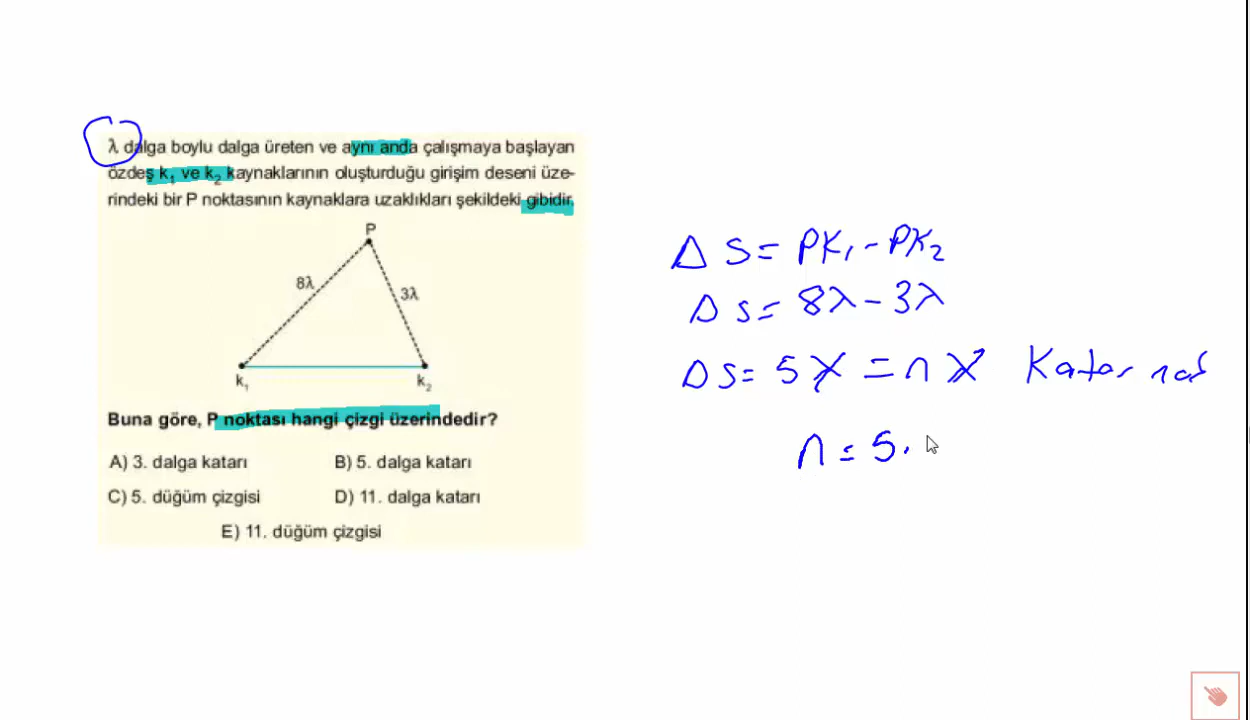 λ dalga boylu dalga üreten ve aynı anda çalışmaya başlayan
özdeş k₁ ve k₂ kaynaklarının oluşturduğu girişim deseni üze-
rindeki bir P noktasının kaynaklara uzaklıkları şekildeki gibidir.
P
8λ
3λ
k₁
k₂
Buna göre, P noktası hangi çizgi üzerindedir?
A) 3. dalga katarı
B) 5. dalga katarı
C) 5. düğüm çizgisi
D) 11. dalga katarı
E) 11. düğüm çizgisi
Δ S = PK₁ - PK₂
Δ S = 8λ - 3λ
Δ S = 5λ = nλ Katar
n = 5.